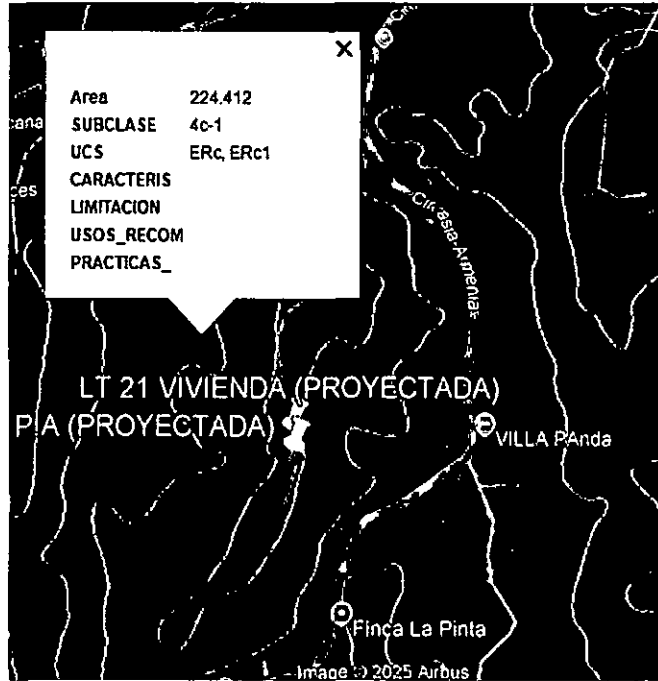 X
Area 224.412
SUBCLASE 4c-1
UCS ERc, ERc1
CARACTERIS
LIMITACION
USOS_RECOM
PRACTICAS_
cana
ces
Circasia-Armenia
LT 21 VIVIENDA (PROYECTADA)
P A (PROYECTADA)
VILLA PAnda
Finca La Pinta
Image © 2025 Airbus